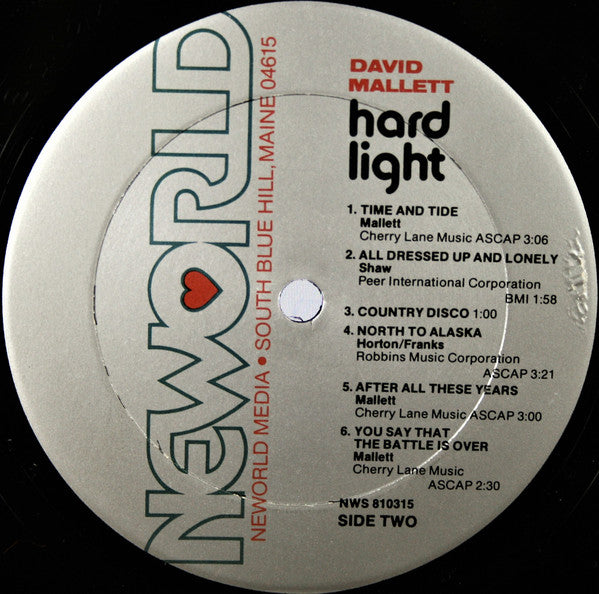 NEWORLD
NEWORLD MEDIA • SOUTH BLUE HILL, MAINE 04615
DAVID
MALLETT
hard
light
1. TIME AND TIDE
Mallett
Cherry Lane Music ASCAP 3:06
2. ALL DRESSED UP AND LONELY
Shaw
Peer International Corporation
BMI 1:58
3. COUNTRY DISCO 1:00
4. NORTH TO ALASKA
Horton/Franks
Robbins Music Corporation
ASCAP 3:21
5. AFTER ALL THESE YEARS
Mallett
Cherry Lane Music ASCAP 3:00
6. YOU SAY THAT
THE BATTLE IS OVER
Mallett
Cherry Lane Music
ASCAP 2:30
NWS 810315
SIDE TWO